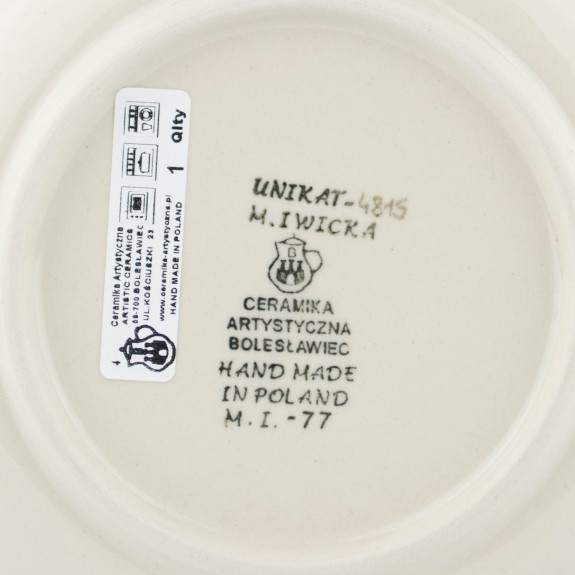 UNIKAT-4815
M.IWICKA
B
CERAMIKA
ARTYSTYCZNA
BOLESŁAWIEC
HAND MADE
IN POLAND
M.I.-77
Ceramika Artystyczna
ARTISTIC CERAMICS
59-700 BOLESŁAWIEC
UL.KOŚCIUSZKI 23
www.ceramika-artystyczna.pl
HAND MADE IN POLAND
1 Qlty